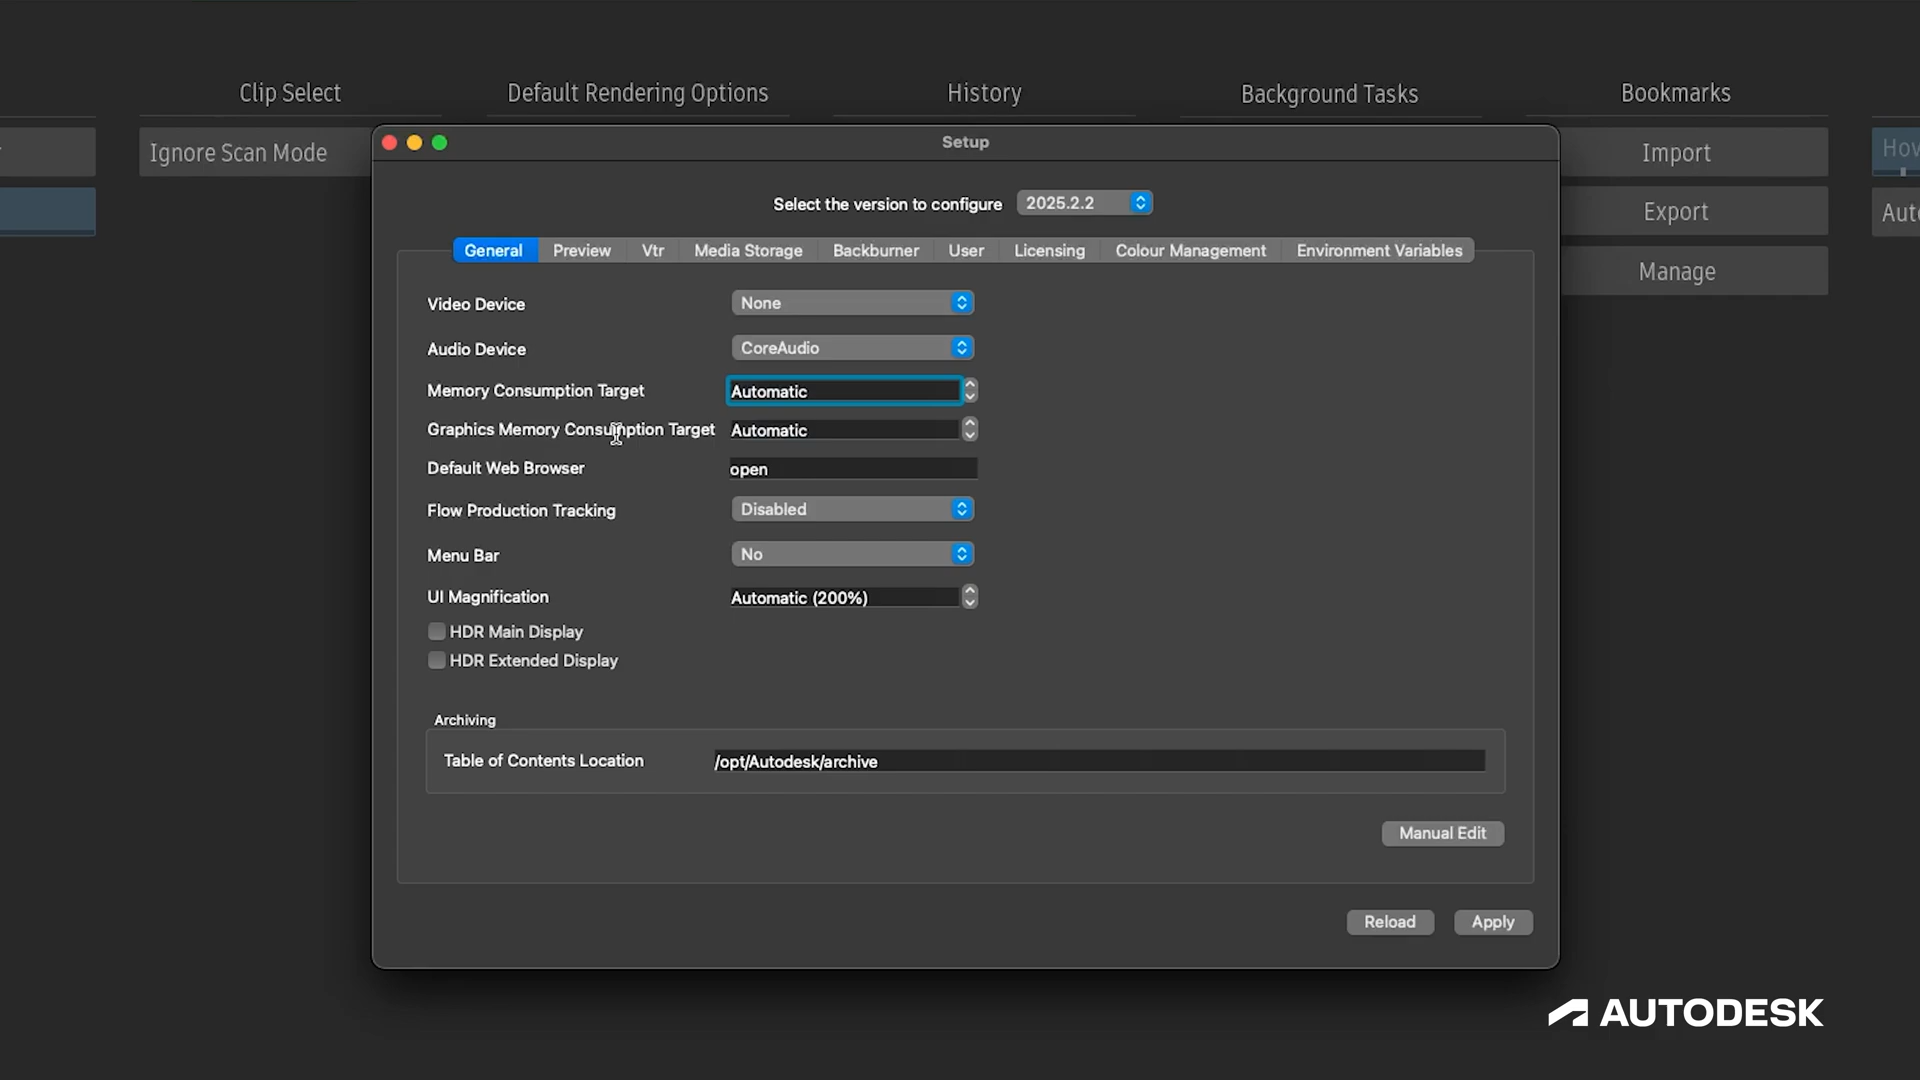 Clip Select
Default Rendering Options
History
Background Tasks
Bookmarks
Ignore Scan Mode
Import
Export
Manage
Setup
Select the version to configure 2025.2.2
General Preview Vtr Media Storage Backburner User Licensing Colour Management Environment Variables
Video Device None
Audio Device CoreAudio
Memory Consumption Target Automatic
Graphics Memory Consumption Target Automatic
Default Web Browser open
Flow Production Tracking Disabled
Menu Bar No
UI Magnification Automatic (200%)
HDR Main Display
HDR Extended Display
Archiving
Table of Contents Location /opt/Autodesk/archive
Manual Edit
Reload Apply
AUTODESK